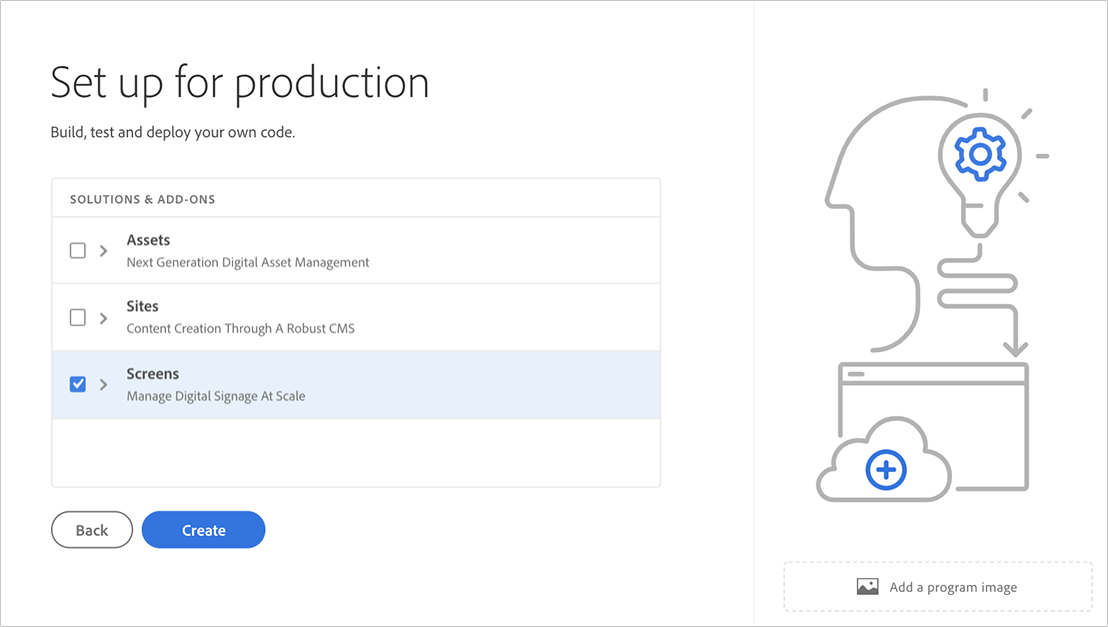 Set up for production
Build, test and deploy your own code.
SOLUTIONS & ADD-ONS
Assets
Next Generation Digital Asset Management
Sites
Content Creation Through A Robust CMS
Screens
Manage Digital Signage At Scale
Back
Create
Add a program image